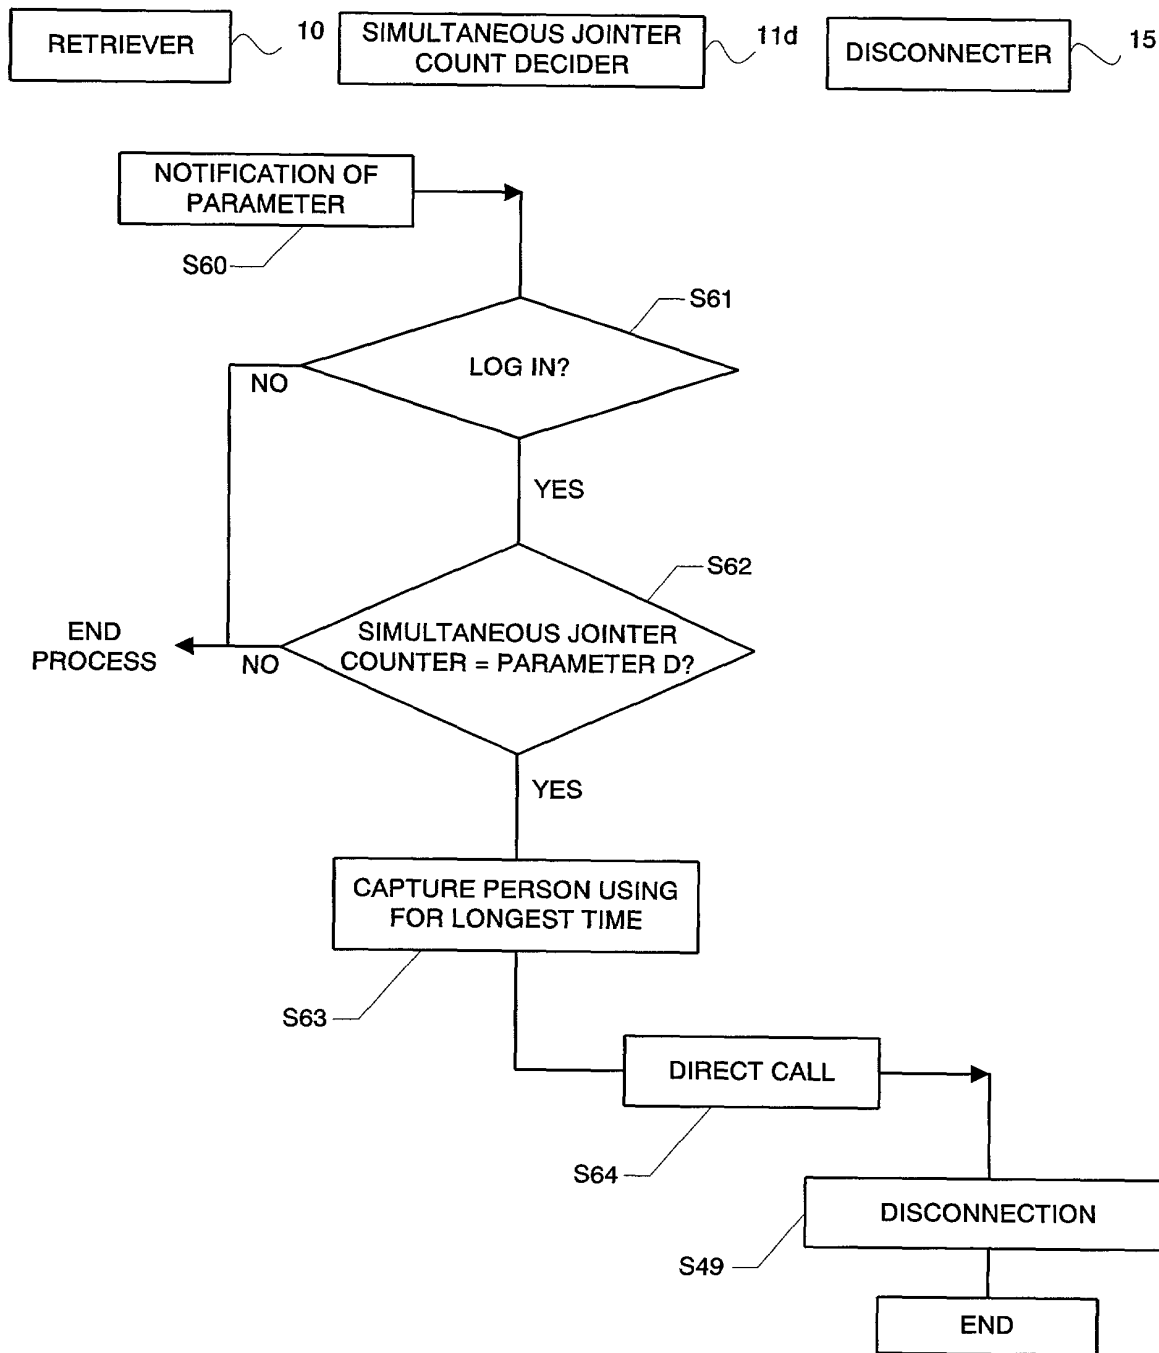 RETRIEVER
10
SIMULTANEOUS JOINTER
COUNT DECIDER
11d
DISCONNECTER
15
NOTIFICATION OF
PARAMETER
S60
S61
LOG IN?
NO
YES
S62
SIMULTANEOUS JOINTER
COUNTER = PARAMETER D?
END
PROCESS
NO
YES
CAPTURE PERSON USING
FOR LONGEST TIME
S63
DIRECT CALL
S64
DISCONNECTION
S49
END